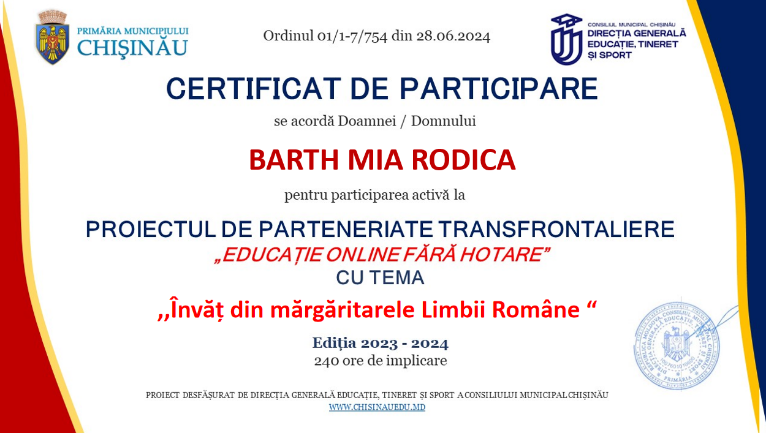 PRIMĂRIA MUNICIPIULUI
CHIŞINĂU
Ordinul 01/1-7/754 din 28.06.2024
CONSILIUL MUNICIPAL CHIȘINĂU
DIRECȚIA GENERALĂ
EDUCAȚIE, TINERET
ȘI SPORT
CERTIFICAT DE PARTICIPARE
se acordă Doamnei / Domnului
BARTH MIA RODICA
pentru participarea activă la
PROIECTUL DE PARTENERIATE TRANSFRONTALIERE
„EDUCAȚIE ONLINE FĂRĂ HOTARE”
CU TEMA
,,Învăț din mărgăritarele Limbii Române “
Ediția 2023 - 2024
240 ore de implicare
PROIECT DESFĂȘURAT DE DIRECȚIA GENERALĂ EDUCAȚIE, TINERET ȘI SPORT A CONSILIULUI MUNICIPAL CHIȘINĂU
WWW.CHISINAUEDU.MD